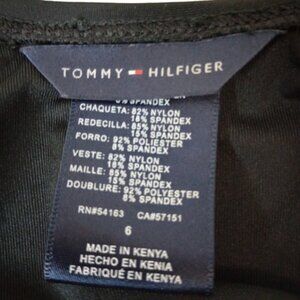 TOMMY HILFIGER
8% SPANDEX
CHAQUETA: 82% NYLON
18% SPANDEX
REDECILLA: 85% NYLON
15% SPANDEX
FORRO: 92% POLIESTER
8% SPANDEX
VESTE: 82% NYLON
18% SPANDEX
MAILLE: 85% NYLON
15% SPANDEX
DOUBLURE: 92% POLYESTER
8% SPANDEX
RN#54163 CA#57151
6
MADE IN KENYA
HECHO EN KENIA
FABRIQUÉ EN KENYA